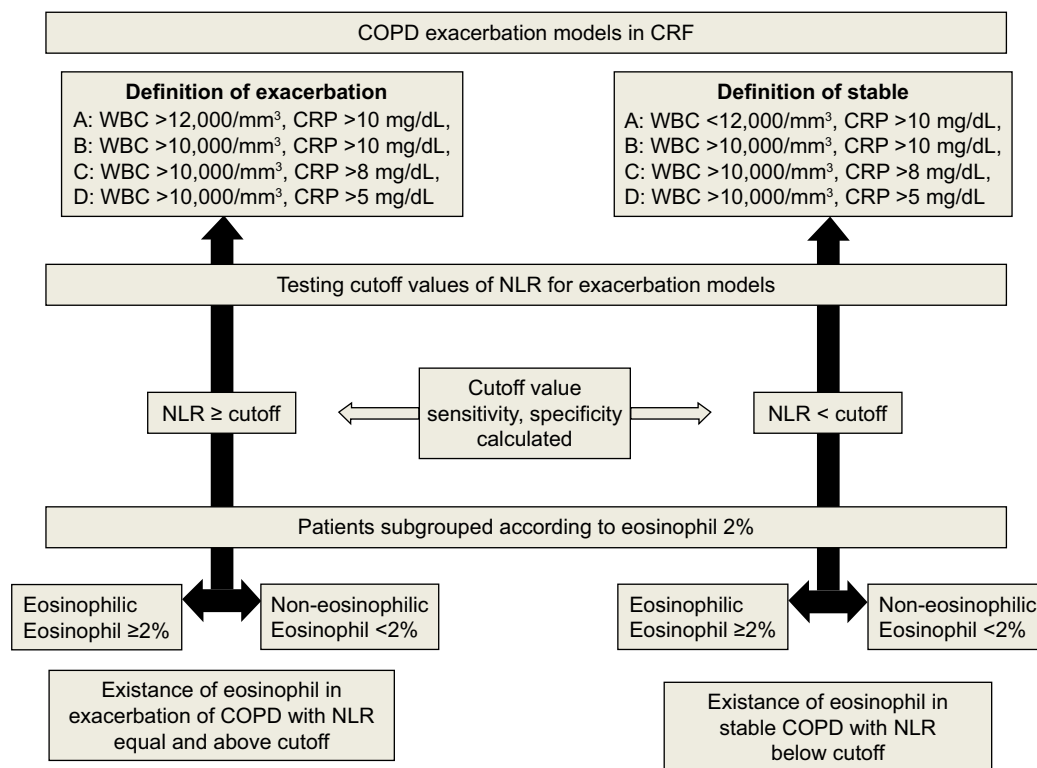 COPD exacerbation models in CRF
Definition of exacerbation
A: WBC >12,000/mm³, CRP >10 mg/dL,
B: WBC >10,000/mm³, CRP >10 mg/dL,
C: WBC >10,000/mm³, CRP >8 mg/dL,
D: WBC >10,000/mm³, CRP >5 mg/dL
Definition of stable
A: WBC <12,000/mm³, CRP >10 mg/dL,
B: WBC >10,000/mm³, CRP >10 mg/dL,
C: WBC >10,000/mm³, CRP >8 mg/dL,
D: WBC >10,000/mm³, CRP >5 mg/dL
Testing cutoff values of NLR for exacerbation models
NLR ≥ cutoff
Cutoff value
sensitivity, specificity
calculated
NLR < cutoff
Patients subgrouped according to eosinophil 2%
Eosinophilic
Eosinophil ≥2%
Non-eosinophilic
Eosinophil <2%
Eosinophilic
Eosinophil ≥2%
Non-eosinophilic
Eosinophil <2%
Existance of eosinophil in
exacerbation of COPD with NLR
equal and above cutoff
Existance of eosinophil in
stable COPD with NLR
below cutoff